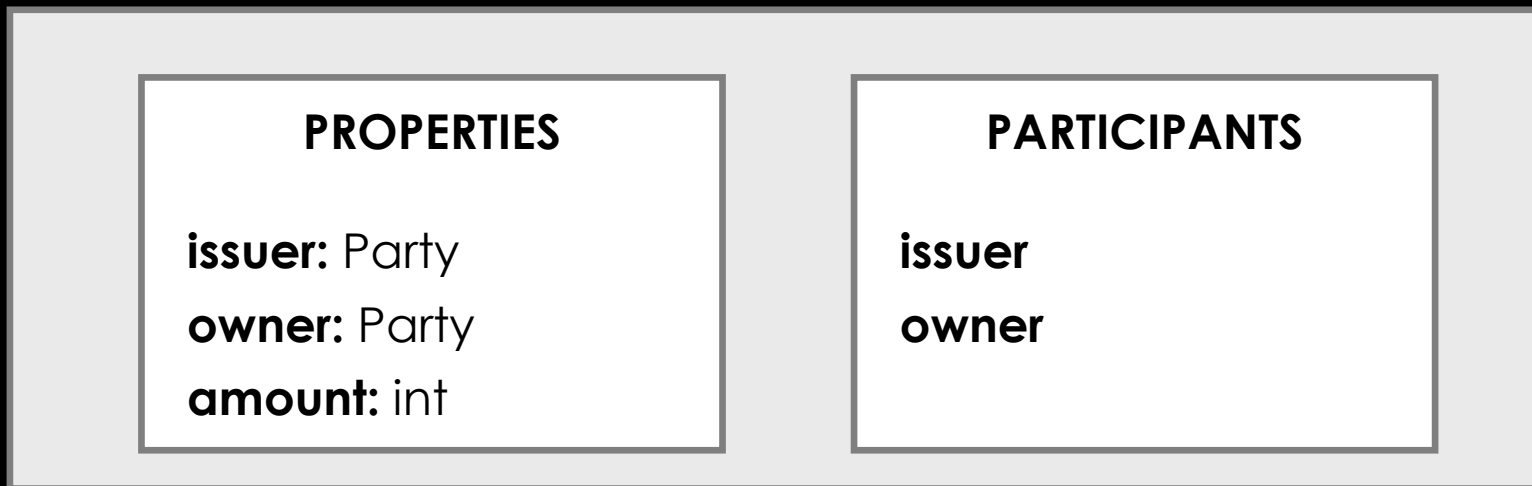 PROPERTIES
issuer: Party
owner: Party
amount: int
PARTICIPANTS
issuer
owner